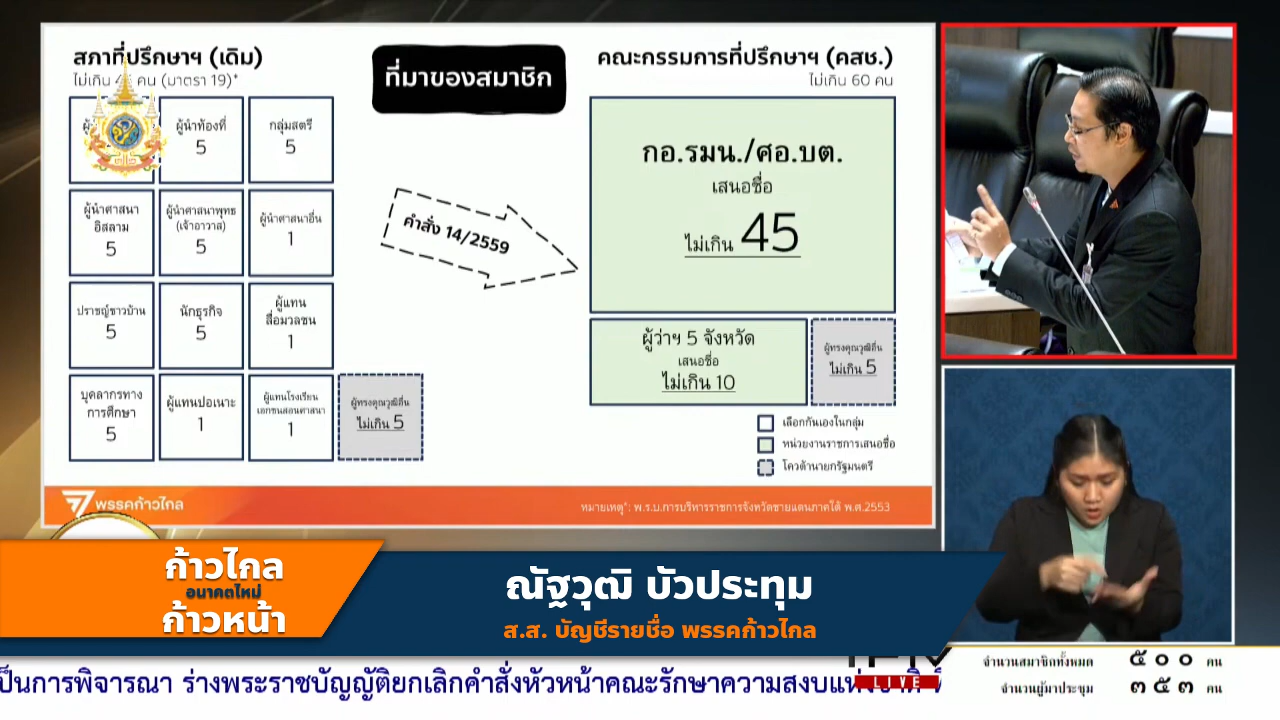 สภาที่ปรึกษาฯ (เดิม)
ไม่เกิน คน (มาตรา 19)*
ผู้นำท้องที่
5
กลุ่มสตรี
5
ผู้นำศาสนา
อิสลาม
5
ผู้นำศาสนาพุทธ
(เจ้าอาวาส)
5
ผู้นำศาสนาอื่น
1
ปราชญ์ชาวบ้าน
5
นักธุรกิจ
5
ผู้แทน
สื่อมวลชน
1
บุคลากรทาง
การศึกษา
5
ผู้แทนปอเนาะ
1
ผู้แทนโรงเรียน
เอกชนสอนศาสนา
1
ผู้ทรงคุณวุฒิอื่น
ไม่เกิน 5
ที่มาของสมาชิก
คำสั่ง 14/2559
คณะกรรมการที่ปรึกษาฯ (คสช.)
ไม่เกิน 60 คน
กอ.รมน./ศอ.บต.
เสนอชื่อ
ไม่เกิน 45
ผู้ว่าฯ 5 จังหวัด
เสนอชื่อ
ไม่เกิน 10
ผู้ทรงคุณวุฒิอื่น
ไม่เกิน 5
เลือกกันเองในกลุ่ม
หน่วยงานราชการเสนอชื่อ
โควต้านายกรัฐมนตรี
พรรคก้าวไกล
หมายเหตุ*: พ.ร.บ.การบริหารราชการจังหวัดชายแดนภาคใต้ พ.ศ.2553
ก้าวไกล
อนาคตใหม่
ก้าวหน้า
ณัฐวุฒิ บัวประทุม
ส.ส. บัญชีรายชื่อ พรรคก้าวไกล
เป็นการพิจารณา ร่างพระราชบัญญัติยกเลิกคำสั่งหัวหน้าคณะรักษาความสงบแห่งชาติ
LIVE
จำนวนสมาชิกทั้งหมด ๕๐๐ คน
จำนวนผู้มาประชุม ๓๕๓ คน